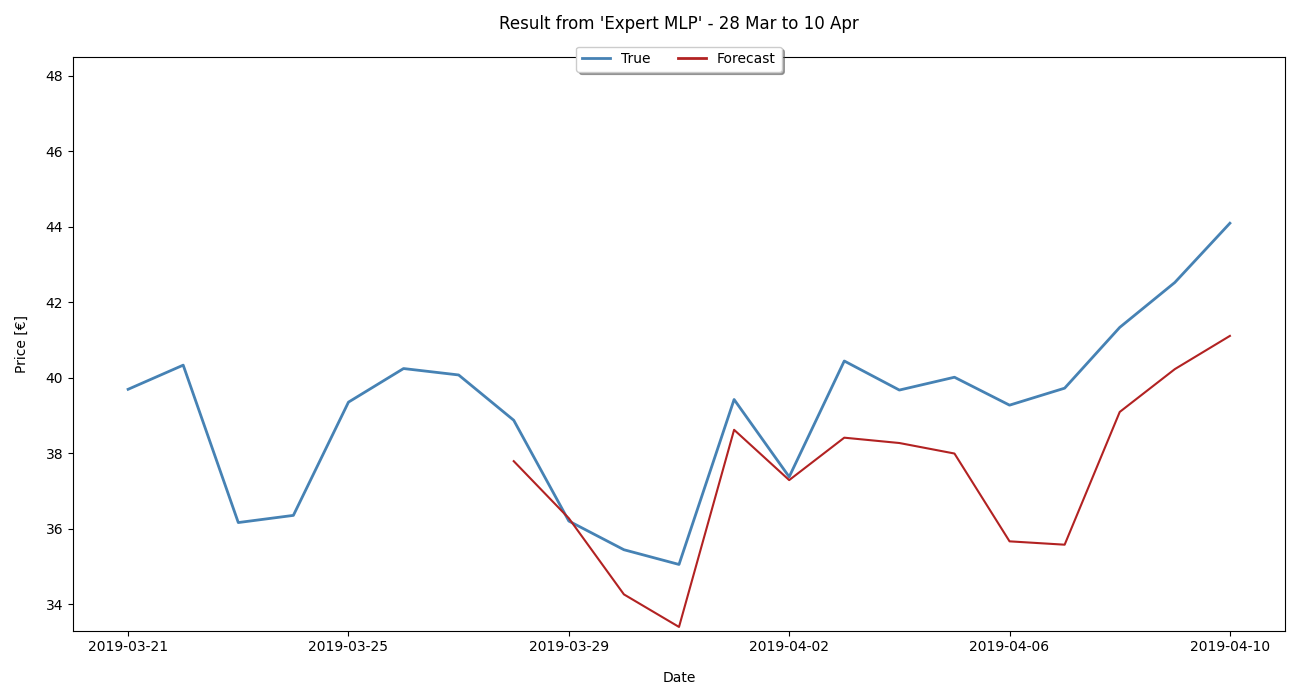 Result from 'Expert MLP' - 28 Mar to 10 Apr
True
Forecast
Price [€]
48
46
44
42
40
38
36
34
2019-03-21
2019-03-25
2019-03-29
2019-04-02
2019-04-06
2019-04-10
Date